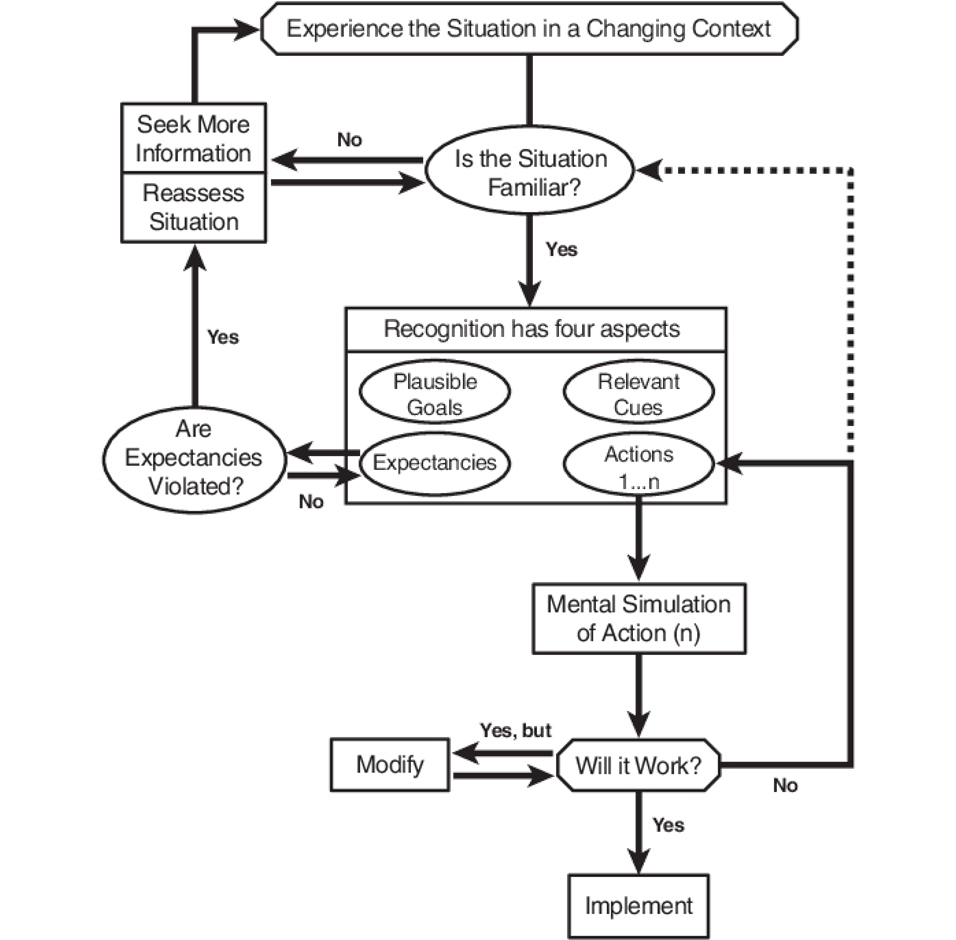 Experience the Situation in a Changing Context
Seek More
Information
No
Is the Situation
Familiar?
Reassess
Situation
Yes
Recognition has four aspects
Yes
Plausible
Goals
Relevant
Cues
Are
Expectancies
Violated?
Expectancies
Actions
1...n
No
Mental Simulation
of Action (n)
Yes, but
Modify
Will it Work?
No
Yes
Implement